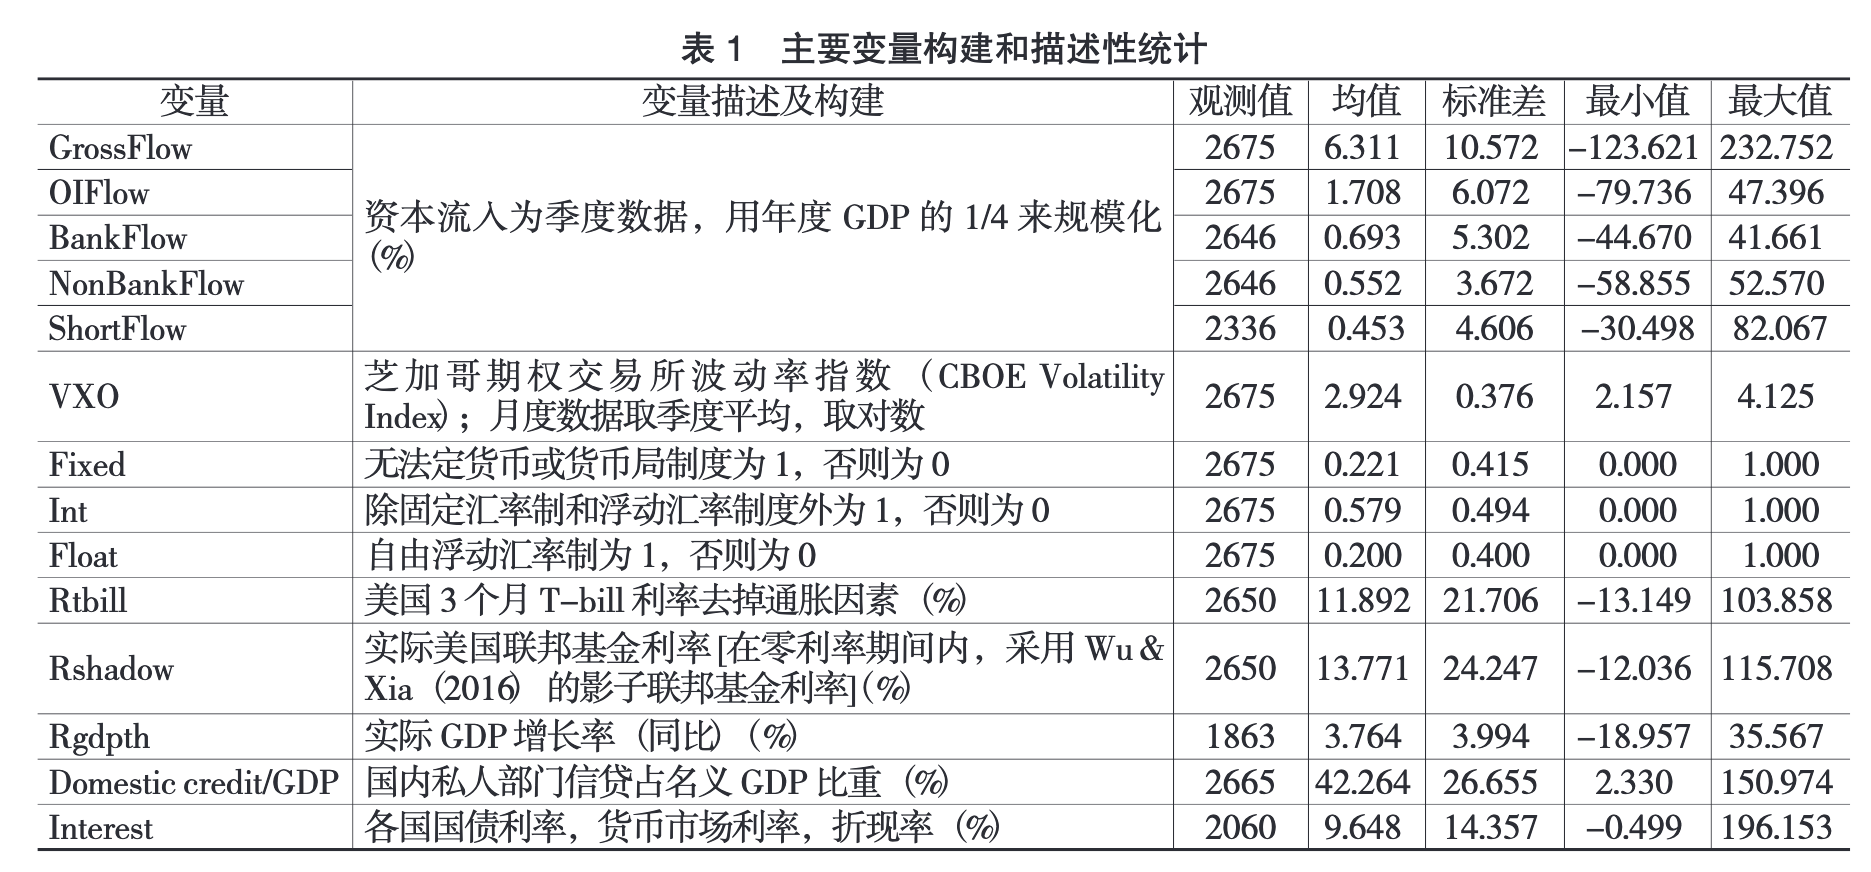 表 1　主要变量构建和描述性统计
变量 变量描述及构建 观测值 均值 标准差 最小值 最大值
GrossFlow 2675 6.311 10.572 -123.621 232.752
OIFlow 2675 1.708 6.072 -79.736 47.396
资本流入为季度数据，用年度 GDP 的 1/4 来规模化
(%)
BankFlow 2646 0.693 5.302 -44.670 41.661
NonBankFlow 2646 0.552 3.672 -58.855 52.570
ShortFlow 2336 0.453 4.606 -30.498 82.067
VXO 芝加哥期权交易所波动率指数（CBOE Volatility
Index)；月度数据取季度平均，取对数 2675 2.924 0.376 2.157 4.125
Fixed 无法定货币或货币局制度为 1，否则为 0 2675 0.221 0.415 0.000 1.000
Int 除固定汇率制和浮动汇率制度外为 1，否则为 0 2675 0.579 0.494 0.000 1.000
Float 自由浮动汇率制为 1，否则为 0 2675 0.200 0.400 0.000 1.000
Rtbill 美国 3 个月 T-bill 利率去掉通胀因素（%） 2650 11.892 21.706 -13.149 103.858
Rshadow 实际美国联邦基金利率[在零利率期间内，采用 Wu &
Xia（2016） 的影子联邦基金利率](%) 2650 13.771 24.247 -12.036 115.708
Rgdpth 实际 GDP 增长率（同比）（%） 1863 3.764 3.994 -18.957 35.567
Domestic credit/GDP 国内私人部门信贷占名义 GDP 比重（%） 2665 42.264 26.655 2.330 150.974
Interest 各国国债利率，货币市场利率，折现率（%） 2060 9.648 14.357 -0.499 196.153